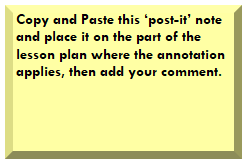 Copy and Paste this ‘post-it’ note
and place it on the part of the
lesson plan where the annotation
applies, then add your comment.